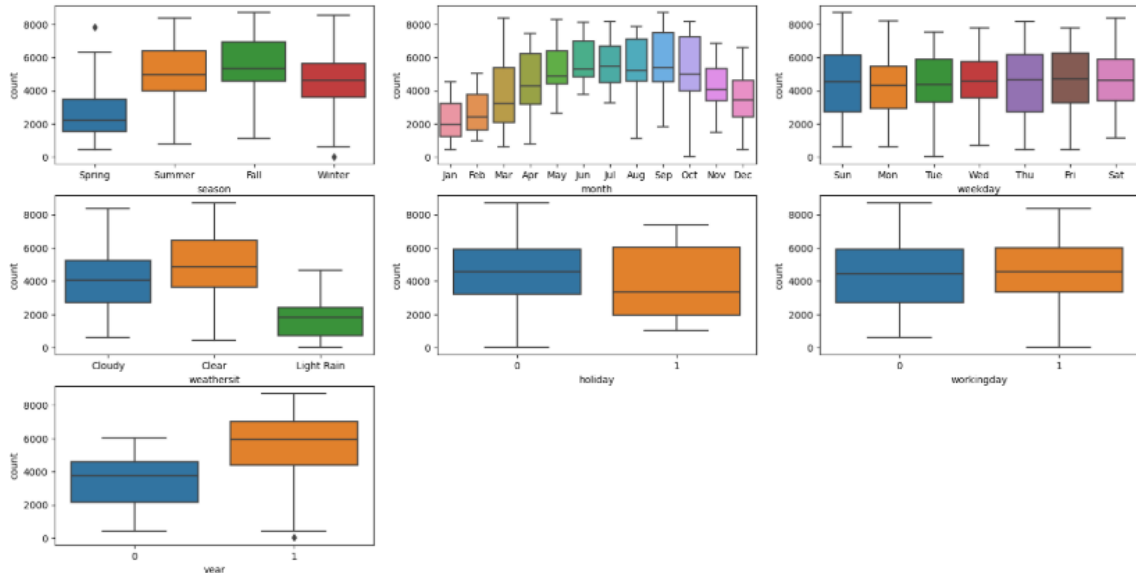 8000
6000
4000
2000
0
count
Spring Summer Fall Winter
season
8000
6000
4000
2000
0
count
Jan Feb Mar Apr May Jun Jul Aug Sep Oct Nov Dec
month
8000
6000
4000
2000
0
count
Sun Mon Tue Wed Thu Fri Sat
weekday
8000
6000
4000
2000
0
count
Cloudy Clear Light Rain
weathersit
8000
6000
4000
2000
0
count
0 1
holiday
8000
6000
4000
2000
0
count
0 1
workingday
8000
6000
4000
2000
0
count
0 1
year